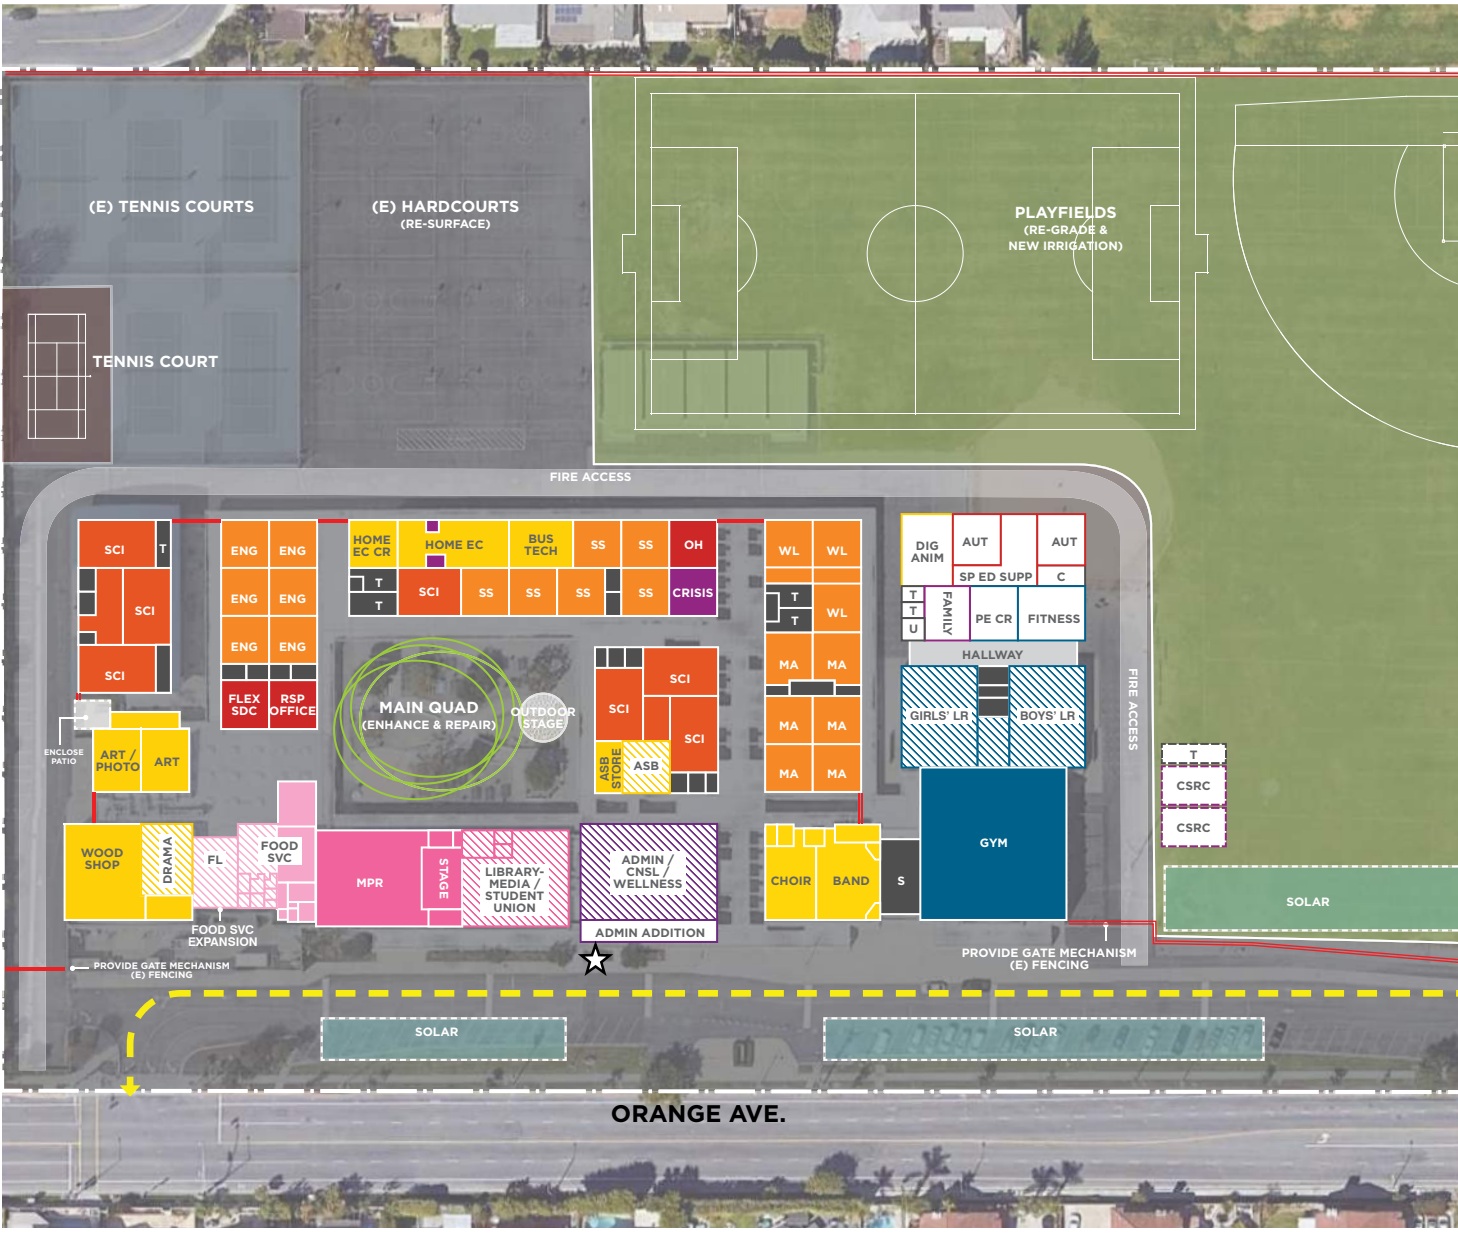 (E) TENNIS COURTS
(E) HARDCOURTS
(RE-SURFACE)
PLAYFIELDS
(RE-GRADE &
NEW IRRIGATION)
TENNIS COURT
FIRE ACCESS
SCI
T
SCI
SCI
ENG
ENG
ENG
ENG
ENG
ENG
FLEX
SDC
RSP
OFFICE
HOME
EC CR
HOME EC
BUS
TECH
SS
SS
OH
T
T
SCI
SS
SS
SS
SS
CRISIS
WL
WL
T
T
WL
MA
MA
MA
MA
MA
MA
DIG
ANIM
AUT
AUT
SP ED SUPP
C
T
T
U
FAMILY
PE CR
FITNESS
HALLWAY
GIRLS' LR
BOYS' LR
FIRE ACCESS
MAIN QUAD
(ENHANCE & REPAIR)
OUTDOOR
STAGE
SCI
SCI
SCI
ASB
STORE
ASB
ENCLOSE
PATIO
ART /
PHOTO
ART
T
CSRC
CSRC
WOOD
SHOP
DRAMA
FL
FOOD
SVC
MPR
STAGE
LIBRARY-
MEDIA /
STUDENT
UNION
ADMIN /
CNSL /
WELLNESS
ADMIN ADDITION
CHOIR
BAND
S
GYM
SOLAR
FOOD SVC
EXPANSION
PROVIDE GATE MECHANISM
(E) FENCING
PROVIDE GATE MECHANISM
(E) FENCING
SOLAR
SOLAR
ORANGE AVE.